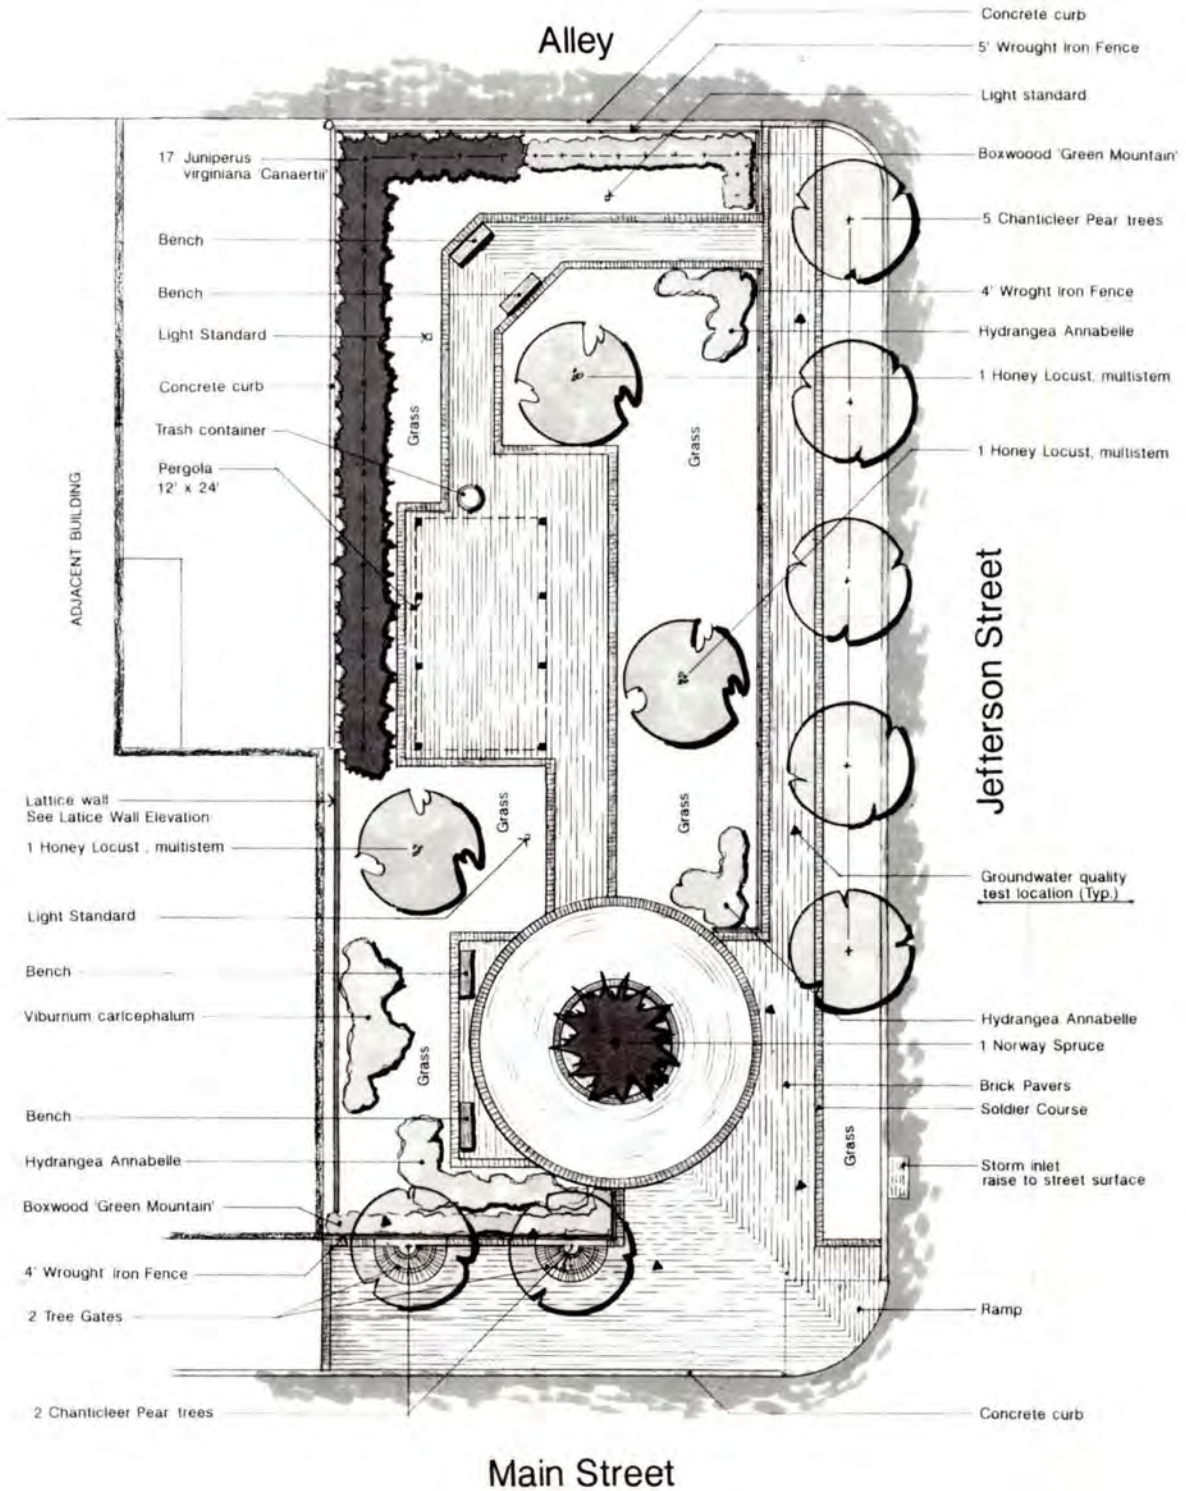 Alley
Concrete curb
5' Wrought Iron Fence
Light standard
Boxwoood 'Green Mountain'
5 Chanticleer Pear trees
4' Wroght Iron Fence
Hydrangea Annabelle
1 Honey Locust, multistem
1 Honey Locust, multistem
17 Juniperus
virginiana 'Canaertii'
Bench
Bench
Light Standard
Concrete curb
Trash container
Pergola
12' x 24'
ADJACENT BUILDING
Grass
Grass
Jefferson Street
Lattice wall
See Latice Wall Elevation
1 Honey Locust , multistem
Light Standard
Grass
Grass
Groundwater quality
test location (Typ.)
Bench
Viburnum carlcephalum
Grass
Bench
Hydrangea Annabelle
Boxwood 'Green Mountain'
4' Wrought Iron Fence
2 Tree Gates
2 Chanticleer Pear trees
Hydrangea Annabelle
1 Norway Spruce
Brick Pavers
Soldier Course
Grass
Storm inlet
raise to street surface
Ramp
Concrete curb
Main Street